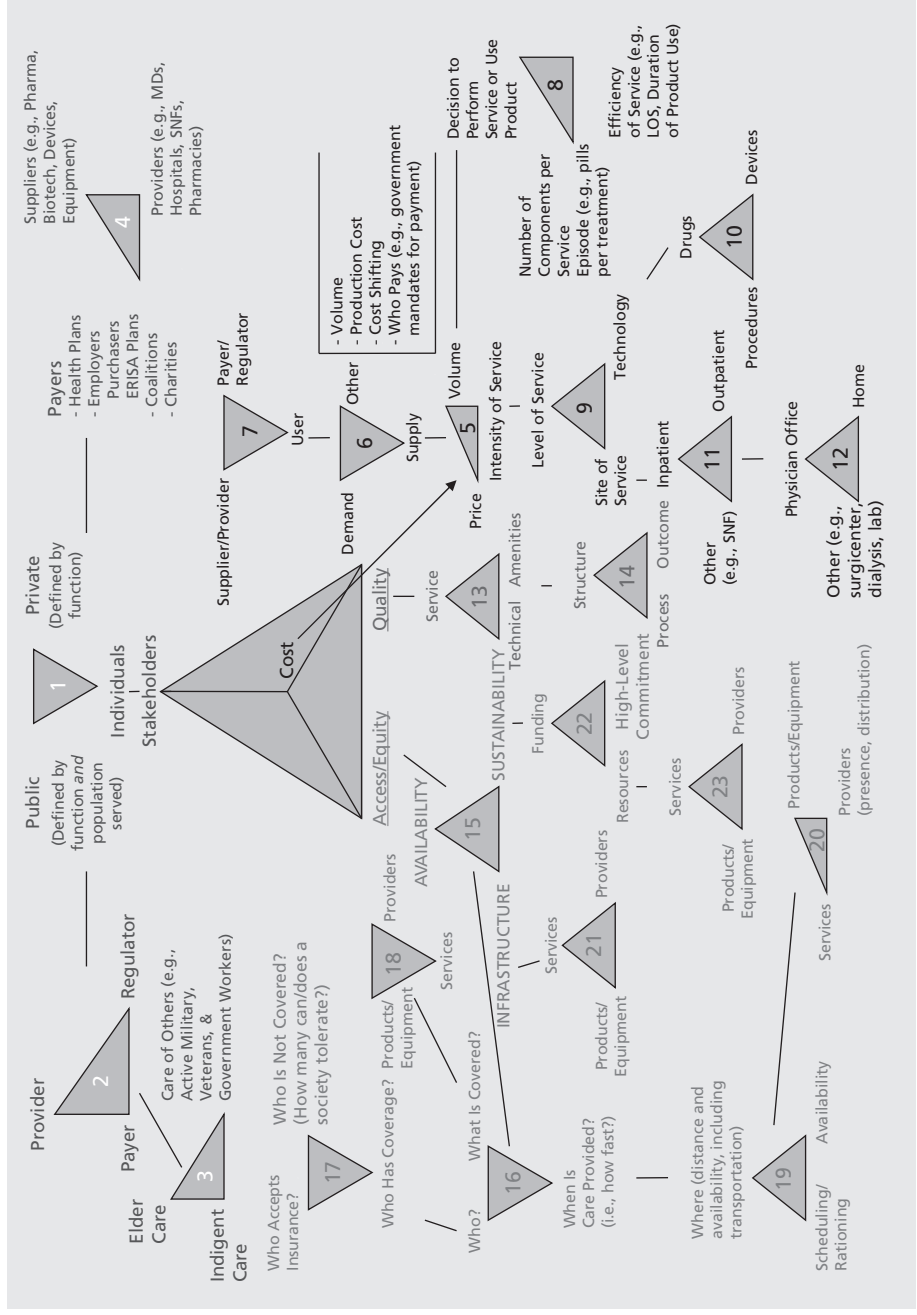 Public
(Defined by
function and
population
served)
1
Private
(Defined by
function)
Individuals
Stakeholders
Provider
2
Payer
Regulator
Elder
Care
3
Indigent
Care
Care of Others (e.g.,
Active Military,
Veterans, &
Government Workers)
Payers
- Health Plans
- Employers
Purchasers
ERISA Plans
- Coalitions
- Charities
Suppliers (e.g., Pharma,
Biotech, Devices,
Equipment)
4
Providers (e.g., MDs,
Hospitals, SNFs,
Pharmacies)
Cost
Access/Equity
Quality
Supplier/Provider
7
Payer/
Regulator
User
Demand
6
Other
Supply
- Volume
- Production Cost
- Cost Shifting
- Who Pays (e.g., government
mandates for payment)
Price
5
Volume
Intensity of Service
Decision to
Perform
Service or Use
Product
8
Number of
Components per
Service
Episode (e.g., pills
per treatment)
Efficiency
of Service (e.g.,
LOS, Duration
of Product Use)
Level of Service
9
Site of
Service
Technology
Drugs
10
Procedures
Devices
Inpatient
11
Other
(e.g., SNF)
Outpatient
Physician Office
12
Other (e.g.,
surgicenter,
dialysis, lab)
Home
Service
13
Technical
Amenities
Structure
14
Process
Outcome
AVAILABILITY
15
INFRASTRUCTURE
SUSTAINABILITY
Funding
22
Resources
High-Level
Commitment
Services
23
Products/
Equipment
Providers
Services
21
Products/
Equipment
Providers
Who?
What Is Covered?
16
When Is
Care Provided?
(i.e., how fast?)
Who Accepts
Insurance?
17
Who Is Not Covered?
(How many can/does a
society tolerate?)
Who Has Coverage?
Products/
Equipment
18
Providers
Services
Where (distance and
availability, including
transportation)
19
Scheduling/
Rationing
Availability
Products/Equipment
20
Services
Providers
(presence, distribution)